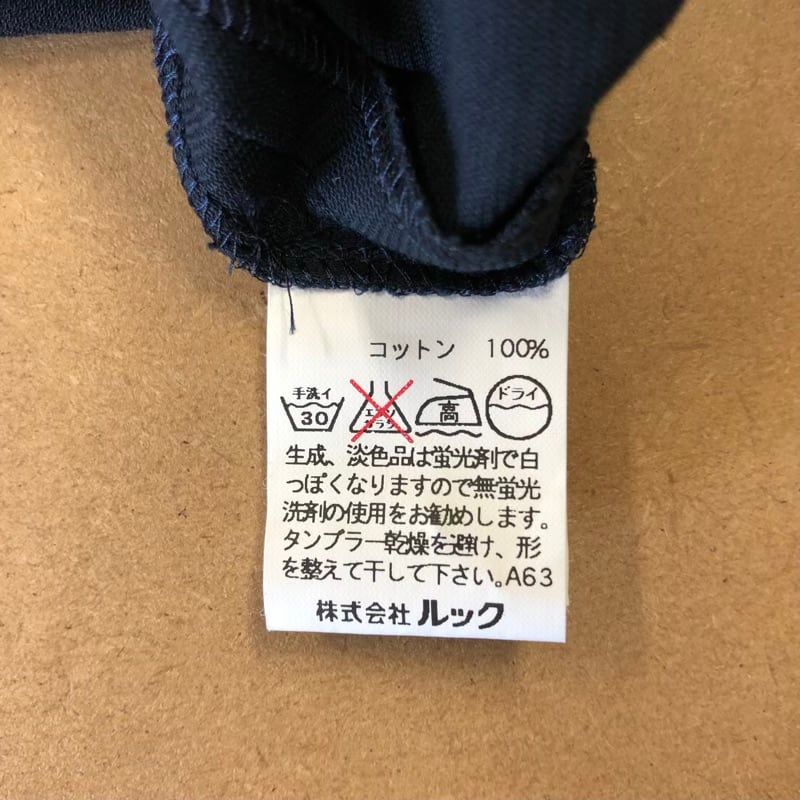 コットン 100%
手洗イ
30
エンソ
サラシ
高
ドライ
生成、淡色品は蛍光剤で白
っぽくなりますので無蛍光
洗剤の使用をお勧めします。
タンブラー乾燥を避け、形
を整えて干して下さい。A63
株式会社 ルック